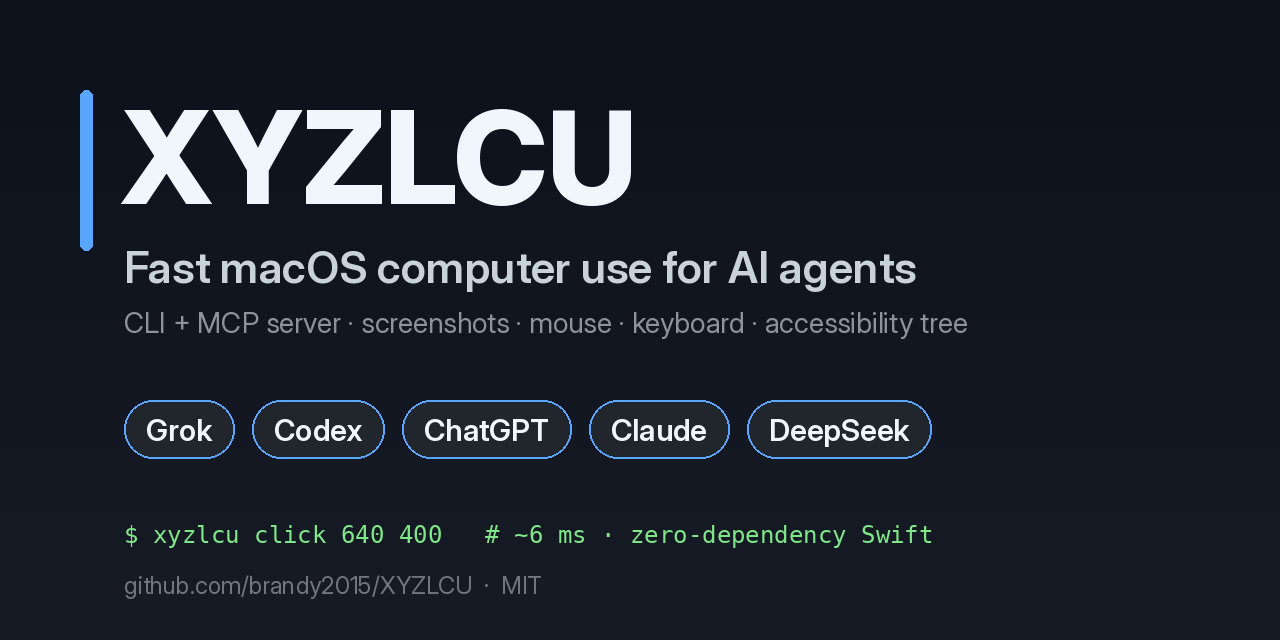 XYZLCU
Fast macOS computer use for AI agents
CLI + MCP server · screenshots · mouse · keyboard · accessibility tree
Grok Codex ChatGPT Claude DeepSeek
$ xyzlcu click 640 400   # ~6 ms · zero-dependency Swift
github.com/brandy2015/XYZLCU · MIT